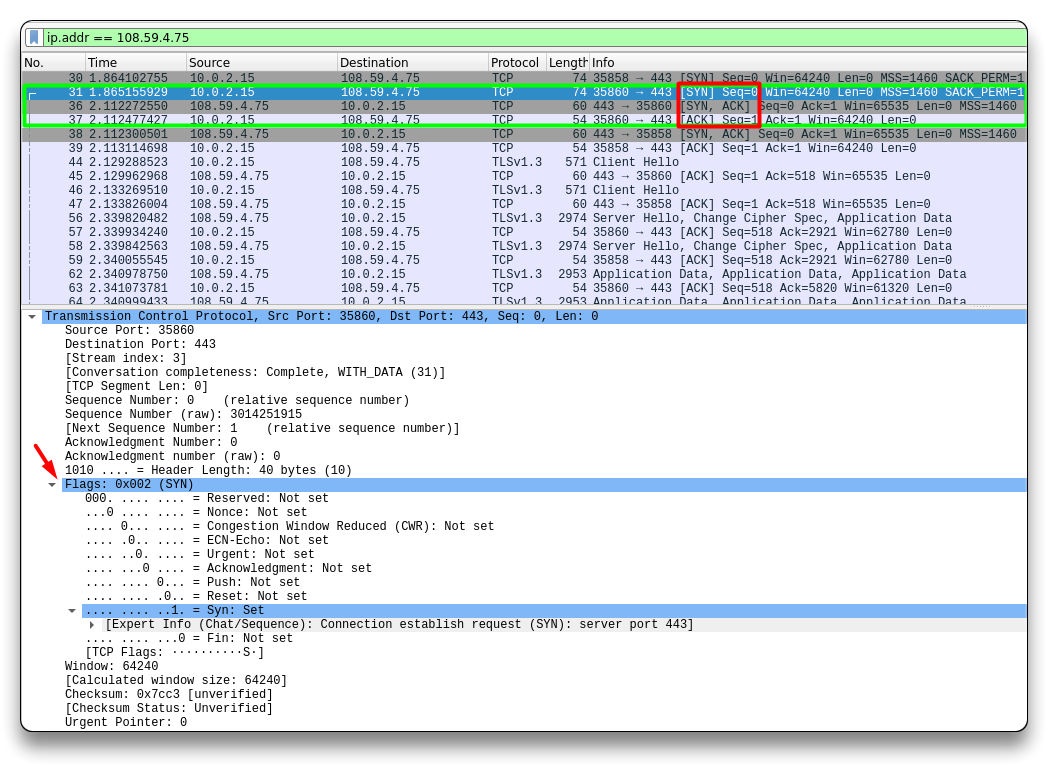 ip.addr == 108.59.4.75
No. Time Source Destination Protocol Length Info
30 1.864102755 10.0.2.15 108.59.4.75 TCP 74 35858 → 443 [SYN] Seq=0 Win=64240 Len=0 MSS=1460 SACK_PERM=1
31 1.865155929 10.0.2.15 108.59.4.75 TCP 74 35860 → 443 [SYN] Seq=0 Win=64240 Len=0 MSS=1460 SACK_PERM=1
36 2.112272550 108.59.4.75 10.0.2.15 TCP 60 443 → 35860 [SYN, ACK] Seq=0 Ack=1 Win=65535 Len=0 MSS=1460
37 2.112477427 10.0.2.15 108.59.4.75 TCP 54 35860 → 443 [ACK] Seq=1 Ack=1 Win=64240 Len=0
38 2.112300501 108.59.4.75 10.0.2.15 TCP 60 443 → 35858 [SYN, ACK] Seq=0 Ack=1 Win=65535 Len=0 MSS=1460
39 2.113114698 10.0.2.15 108.59.4.75 TCP 54 35858 → 443 [ACK] Seq=1 Ack=1 Win=64240 Len=0
44 2.129288523 10.0.2.15 108.59.4.75 TLSv1.3 571 Client Hello
45 2.129962968 108.59.4.75 10.0.2.15 TCP 60 443 → 35860 [ACK] Seq=1 Ack=518 Win=65535 Len=0
46 2.133269510 10.0.2.15 108.59.4.75 TLSv1.3 571 Client Hello
47 2.133826004 108.59.4.75 10.0.2.15 TCP 60 443 → 35858 [ACK] Seq=1 Ack=518 Win=65535 Len=0
56 2.339820482 108.59.4.75 10.0.2.15 TLSv1.3 2974 Server Hello, Change Cipher Spec, Application Data
57 2.339934240 10.0.2.15 108.59.4.75 TCP 54 35860 → 443 [ACK] Seq=518 Ack=2921 Win=62780 Len=0
58 2.339842563 108.59.4.75 10.0.2.15 TLSv1.3 2974 Server Hello, Change Cipher Spec, Application Data
59 2.340055545 10.0.2.15 108.59.4.75 TCP 54 35858 → 443 [ACK] Seq=518 Ack=2921 Win=62780 Len=0
62 2.340978750 108.59.4.75 10.0.2.15 TLSv1.3 2953 Application Data, Application Data, Application Data
63 2.341073781 10.0.2.15 108.59.4.75 TCP 54 35858 → 443 [ACK] Seq=518 Ack=5820 Win=61320 Len=0
64 2.340999433 108.59.4.75 10.0.2.15 TLSv1.3 2953 Application Data, Application Data, Application Data
Transmission Control Protocol, Src Port: 35860, Dst Port: 443, Seq: 0, Len: 0
Source Port: 35860
Destination Port: 443
[Stream index: 3]
[Conversation completeness: Complete, WITH_DATA (31)]
[TCP Segment Len: 0]
Sequence Number: 0 (relative sequence number)
Sequence Number (raw): 3014251915
[Next Sequence Number: 1 (relative sequence number)]
Acknowledgment Number: 0
Acknowledgment number (raw): 0
1010 .... = Header Length: 40 bytes (10)
Flags: 0x002 (SYN)
000. .... .... = Reserved: Not set
...0 .... .... = Nonce: Not set
.... 0... .... = Congestion Window Reduced (CWR): Not set
.... .0.. .... = ECN-Echo: Not set
.... ..0. .... = Urgent: Not set
.... ...0 .... = Acknowledgment: Not set
.... .... 0... = Push: Not set
.... .... .0.. = Reset: Not set
.... .... ..1. = Syn: Set
[Expert Info (Chat/Sequence): Connection establish request (SYN): server port 443]
.... .... ...0 = Fin: Not set
[TCP Flags: ··········S·]
Window: 64240
[Calculated window size: 64240]
Checksum: 0x7cc3 [unverified]
[Checksum Status: Unverified]
Urgent Pointer: 0